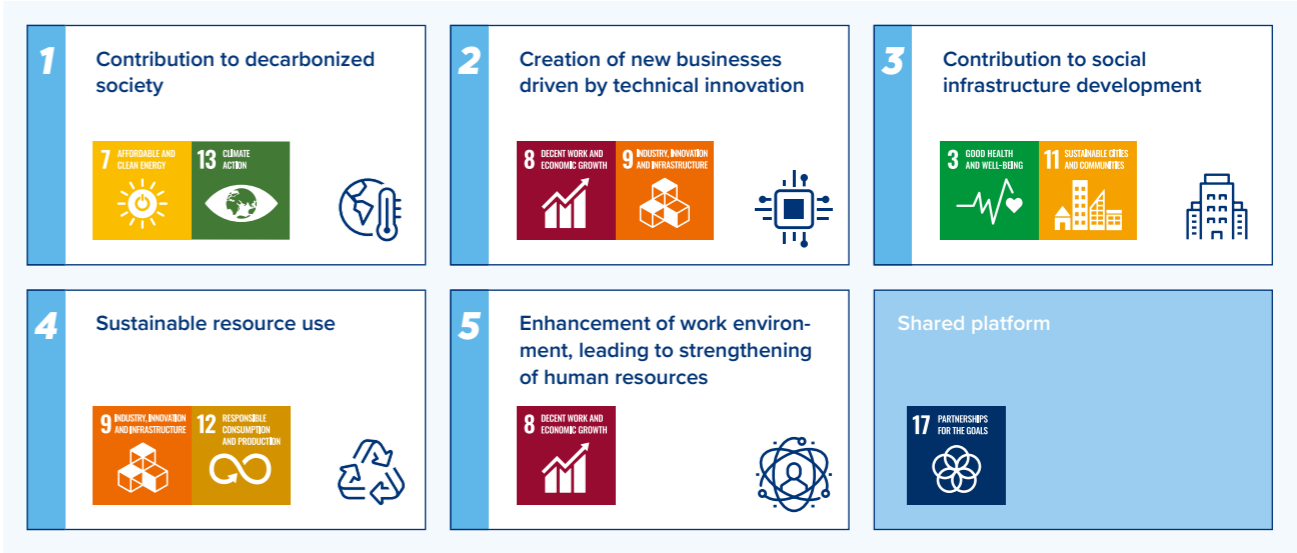 1
Contribution to decarbonized
society
7 AFFORDABLE AND
CLEAN ENERGY
13 CLIMATE
ACTION
2
Creation of new businesses
driven by technical innovation
8 DECENT WORK AND
ECONOMIC GROWTH
9 INDUSTRY, INNOVATION
AND INFRASTRUCTURE
3
Contribution to social
infrastructure development
3 GOOD HEALTH
AND WELL-BEING
11 SUSTAINABLE CITIES
AND COMMUNITIES
4
Sustainable resource use
9 INDUSTRY, INNOVATION
AND INFRASTRUCTURE
12 RESPONSIBLE
CONSUMPTION
AND PRODUCTION
5
Enhancement of work environ-
ment, leading to strengthening
of human resources
8 DECENT WORK AND
ECONOMIC GROWTH
Shared platform
17 PARTNERSHIPS
FOR THE GOALS